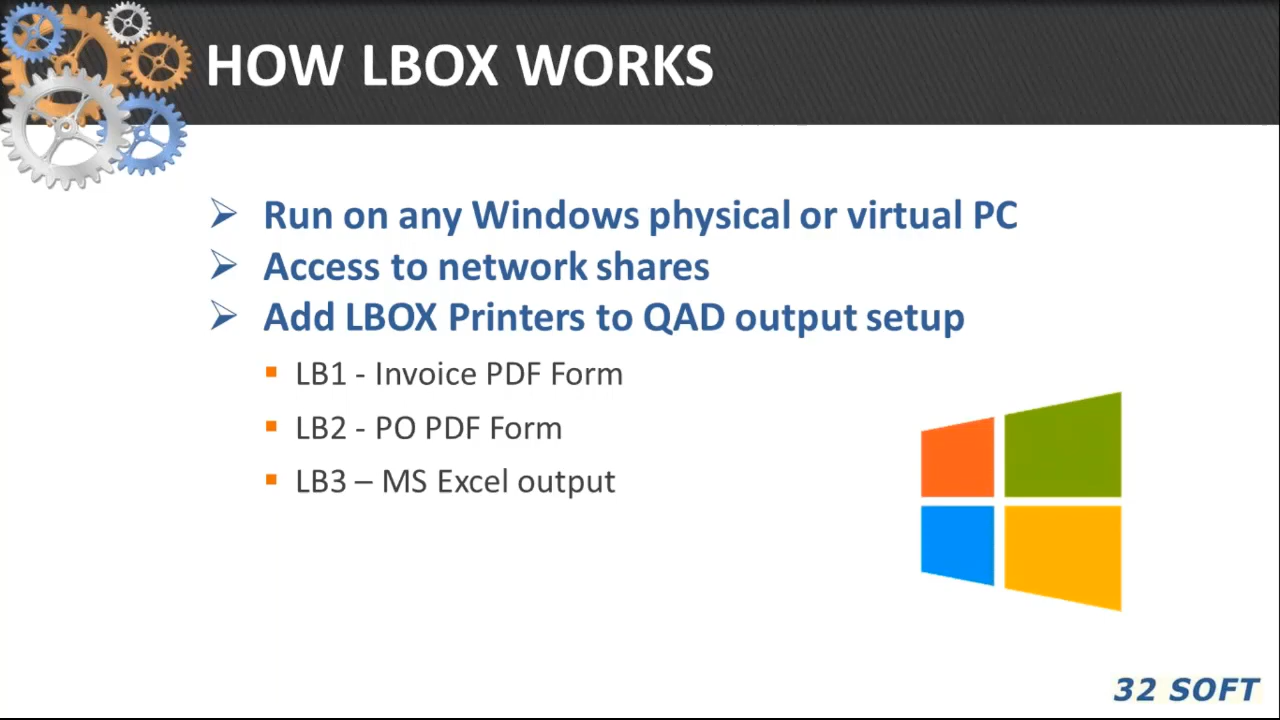 HOW LBOX WORKS
Run on any Windows physical or virtual PC
Access to network shares
Add LBOX Printers to QAD output setup
LB1 - Invoice PDF Form
LB2 - PO PDF Form
LB3 – MS Excel output
32 SOFT